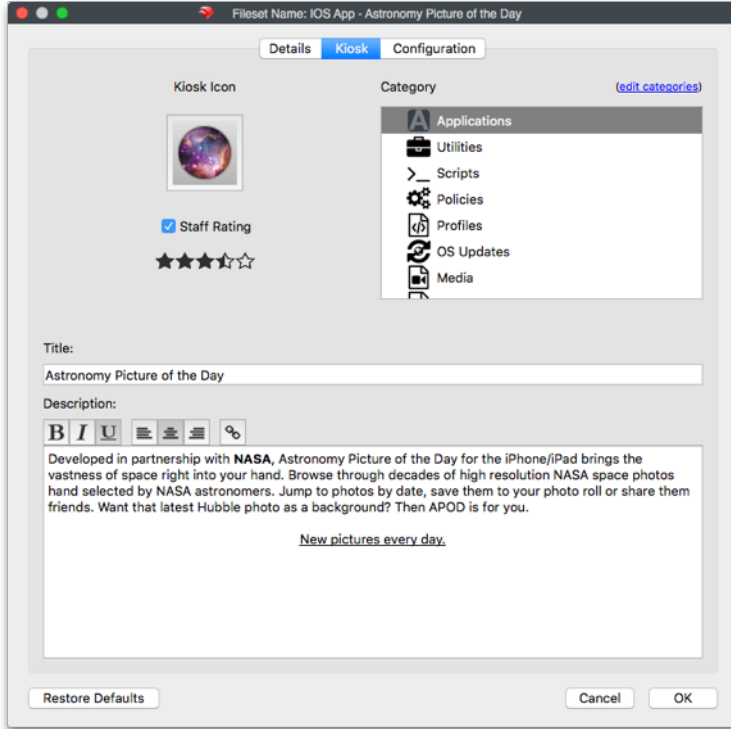 Fileset Name: IOS App - Astronomy Picture of the Day
Details Kiosk Configuration
Kiosk Icon
Category (edit categories)
Applications
Utilities
Scripts
Policies
Profiles
OS Updates
Media
Staff Rating
Title:
Astronomy Picture of the Day
Description:
B I U
Developed in partnership with NASA, Astronomy Picture of the Day for the iPhone/iPad brings the
vastness of space right into your hand. Browse through decades of high resolution NASA space photos
hand selected by NASA astronomers. Jump to photos by date, save them to your photo roll or share them
friends. Want that latest Hubble photo as a background? Then APOD is for you.
New pictures every day.
Restore Defaults Cancel OK